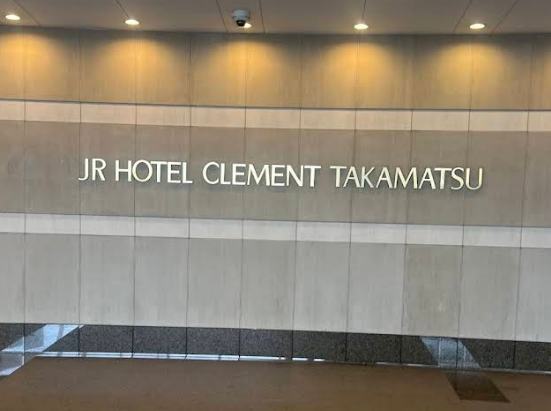 JR HOTEL CLEMENT TAKAMATSU